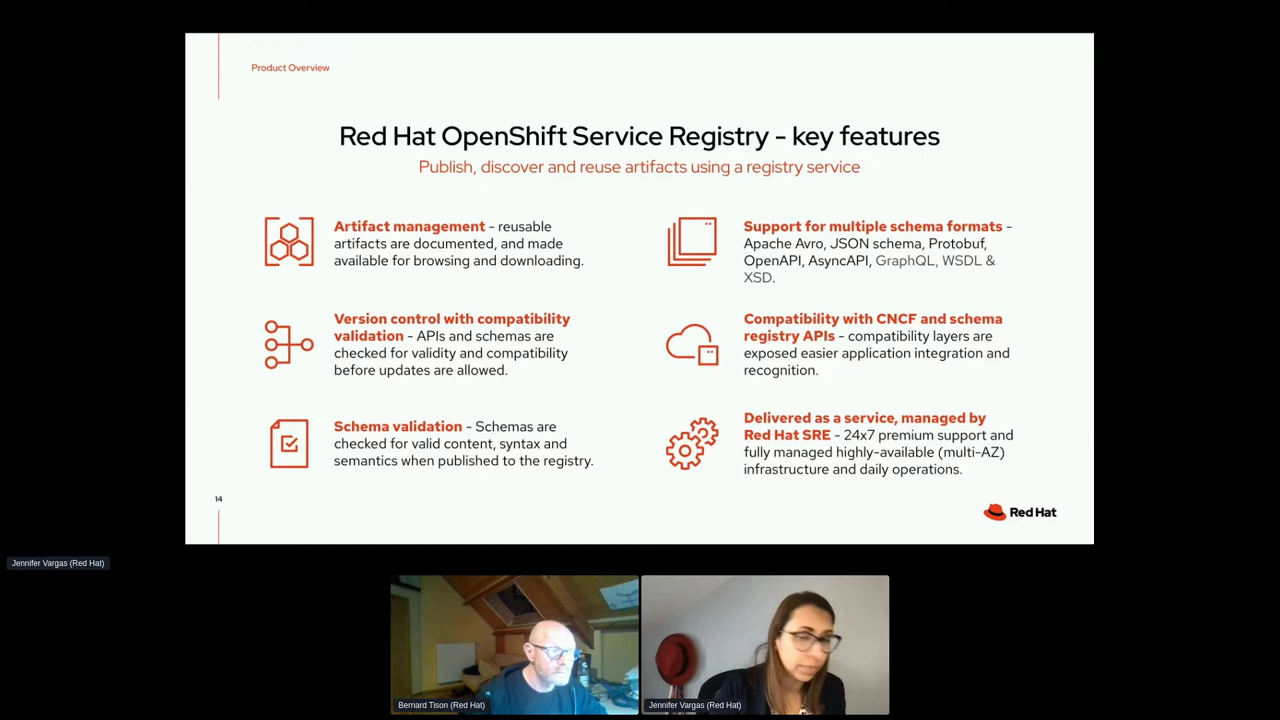 Product Overview
Red Hat OpenShift Service Registry - key features
Publish, discover and reuse artifacts using a registry service
Artifact management - reusable
artifacts are documented, and made
available for browsing and downloading.
Version control with compatibility
validation - APIs and schemas are
checked for validity and compatibility
before updates are allowed.
Schema validation - Schemas are
checked for valid content, syntax and
semantics when published to the registry.
Support for multiple schema formats -
Apache Avro, JSON schema, Protobuf,
OpenAPI, AsyncAPI, GraphQL, WSDL &
XSD.
Compatibility with CNCF and schema
registry APIs - compatibility layers are
exposed easier application integration and
recognition.
Delivered as a service, managed by
Red Hat SRE - 24x7 premium support and
fully managed highly-available (multi-AZ)
infrastructure and daily operations.
14
Red Hat
Jennifer Vargas (Red Hat)
Bernard Tison (Red Hat)
Jennifer Vargas (Red Hat)